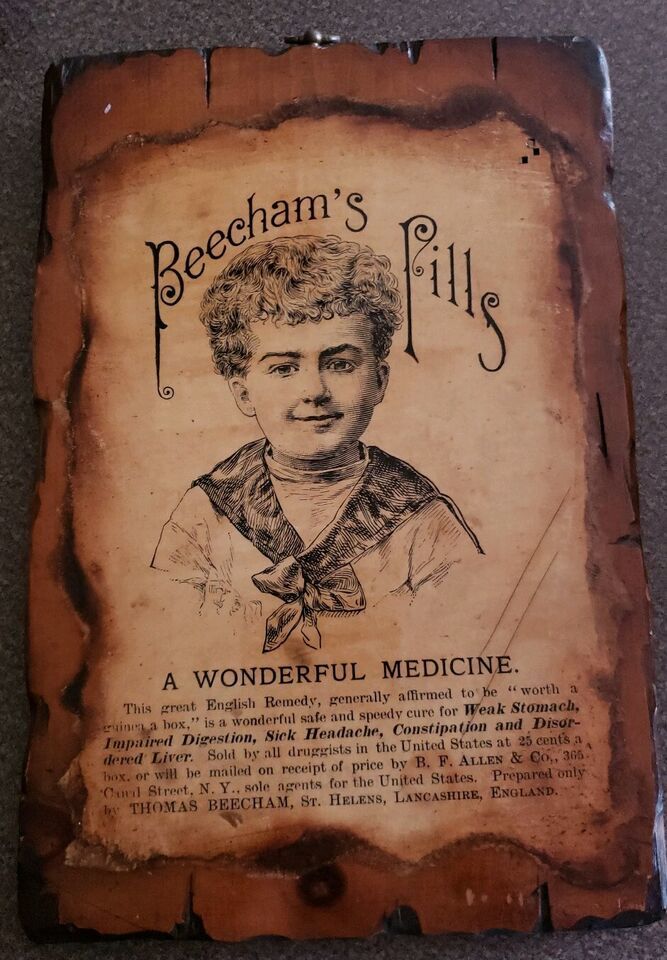 Beecham's Pills
A WONDERFUL MEDICINE.
This great English Remedy, generally affirmed to be "worth a
guinea a box," is a wonderful safe and speedy cure for Weak Stomach,
Impaired Digestion, Sick Headache, Constipation and Disor-
dered Liver. Sold by all druggists in the United States at 25 cents a
box, or will be mailed on receipt of price by B. F. ALLEN & CO., 365
Canal Street, N. Y., sole agents for the United States. Prepared only
by THOMAS BEECHAM, ST. HELENS, LANCASHIRE, ENGLAND.